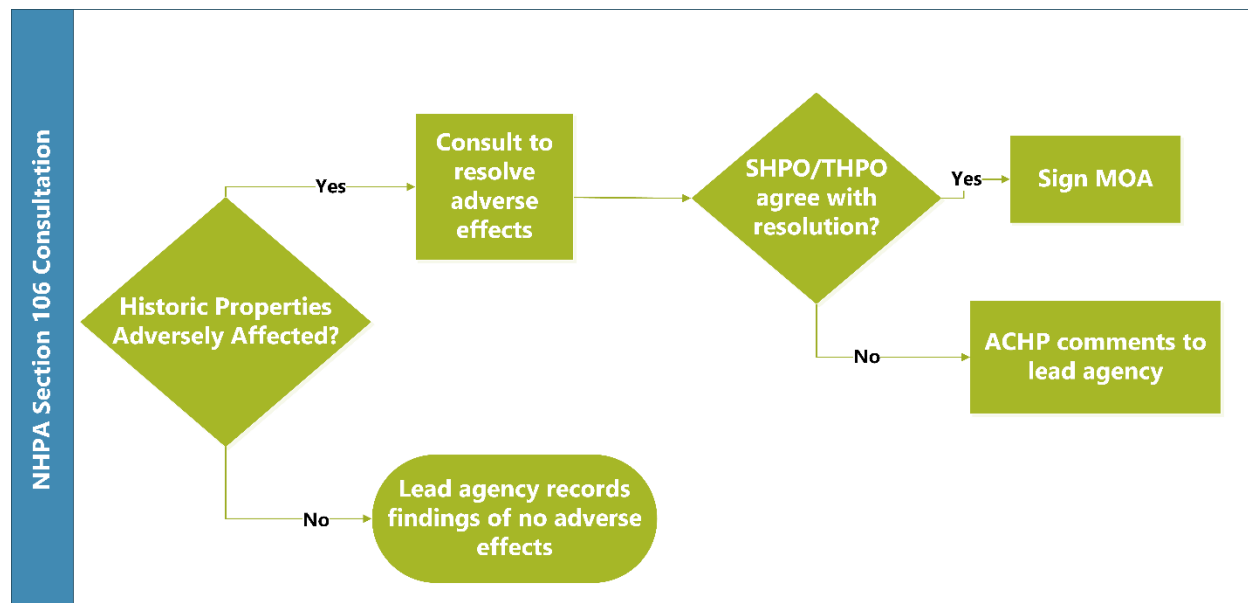 NHPA Section 106 Consultation
Historic Properties
Adversely Affected?
Yes
Consult to
resolve
adverse
effects
SHPO/THPO
agree with
resolution?
Yes
Sign MOA
No
ACHP comments to
lead agency
No
Lead agency records
findings of no adverse
effects